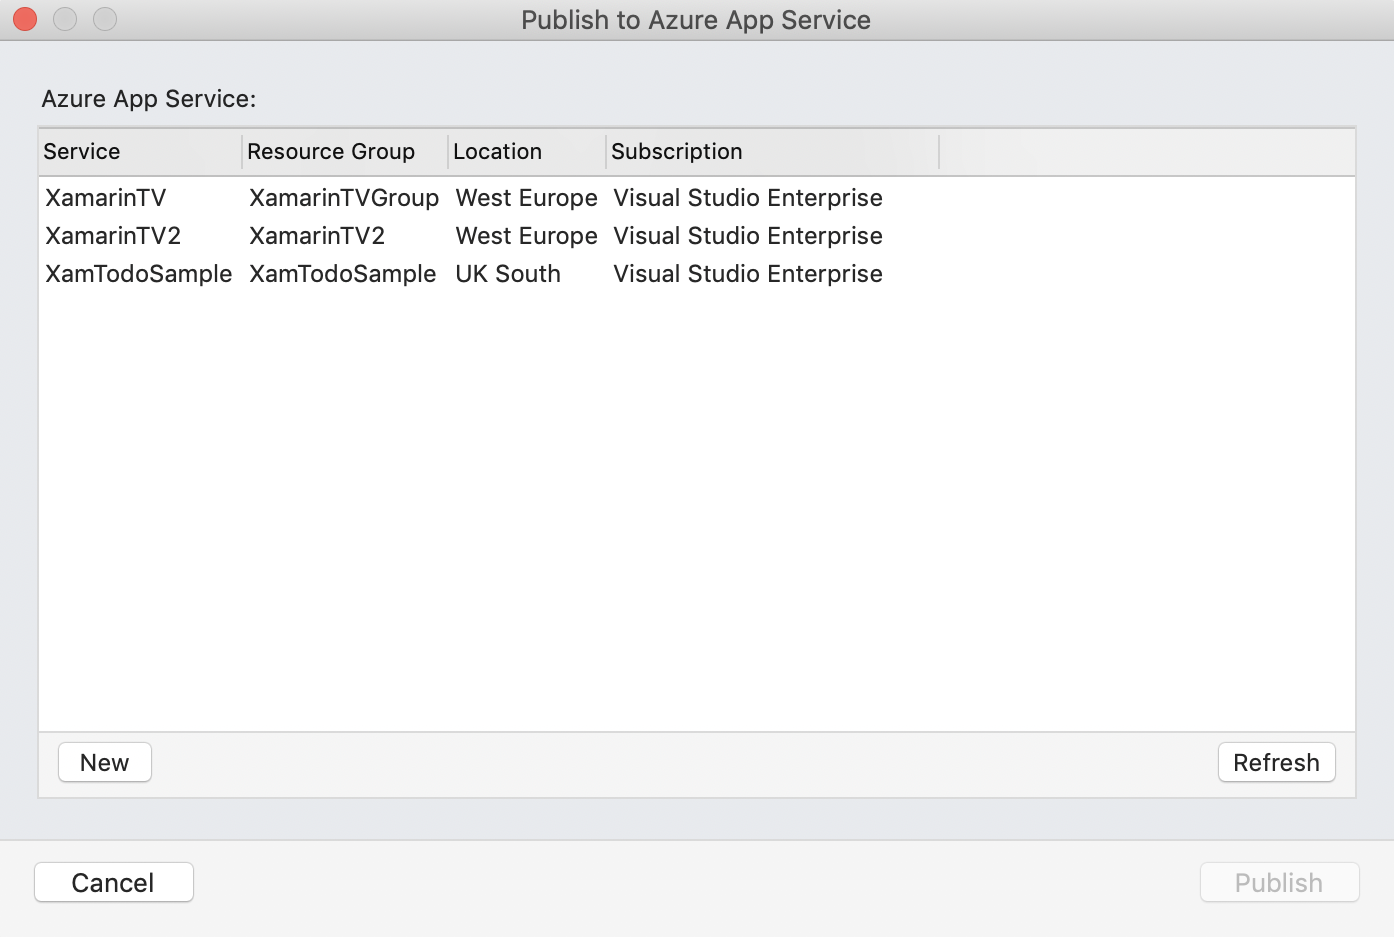 Publish to Azure App Service
Azure App Service:
Service Resource Group Location Subscription
XamarinTV XamarinTVGroup West Europe Visual Studio Enterprise
XamarinTV2 XamarinTV2 West Europe Visual Studio Enterprise
XamTodoSample XamTodoSample UK South Visual Studio Enterprise
New Refresh
Cancel Publish